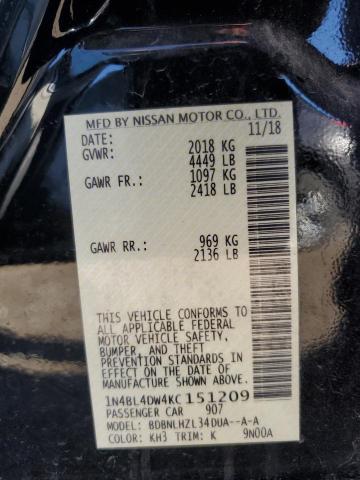 MFD BY NISSAN MOTOR CO., LTD.
DATE: 11/18
GVWR: 2018 KG
4449 LB
GAWR FR.: 1097 KG
2418 LB
GAWR RR.: 969 KG
2136 LB
THIS VEHICLE CONFORMS TO
ALL APPLICABLE FEDERAL
MOTOR VEHICLE SAFETY,
BUMPER, AND THEFT
PREVENTION STANDARDS IN
EFFECT ON THE DATE OF
MANUFACTURE SHOWN ABOVE.
1N4BL4DW4KC151209
PASSENGER CAR 907
MODEL: BDBNLHZL34DUA--A-A
COLOR: KH3 TRIM: K 9N00A